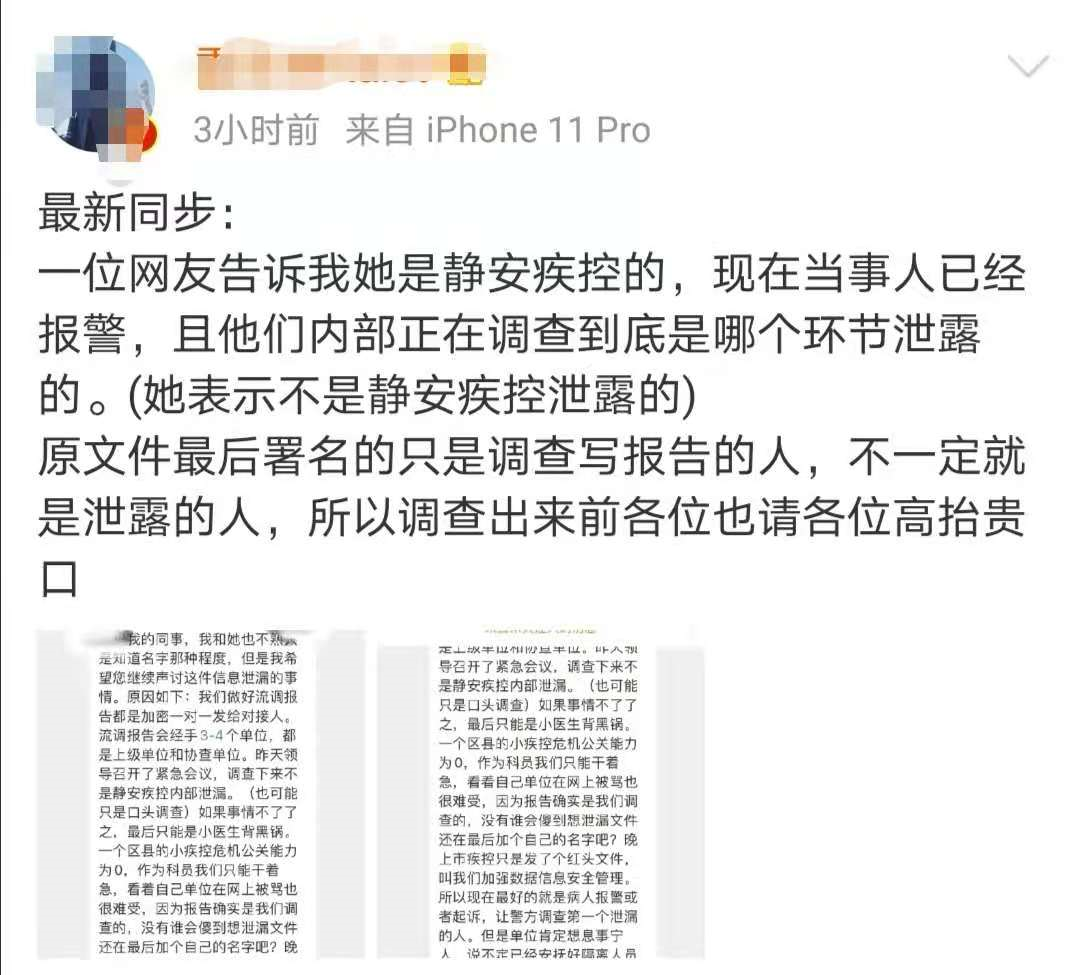 3小时前 来自 iPhone 11 Pro
最新同步：
一位网友告诉我她是静安疾控的，现在当事人已经
报警，且他们内部正在调查到底是哪个环节泄露
的。(她表示不是静安疾控泄露的)
原文件最后署名的只是调查写报告的人，不一定就
是泄露的人，所以调查出来前各位也请各位高抬贵
口
我的同事，我和她也不熟
是知道名字那种程度，但是我希
望您继续声讨这件信息泄漏的事
情。原因如下：我们做好流调报
告都是加密一对一发给对接人。
流调报告会经手3-4个单位，都
是上级单位和协查单位。昨天领
导召开了紧急会议，调查下来不
是静安疾控内部泄漏。（也可能
只是口头调查）如果事情不了了
之，最后只能是小医生背黑锅。
一个区县的小疾控危机公关能力
为0，作为科员我们只能干着
急，看着自己单位在网上被骂也
很难受，因为报告确实是我们调
查的，没有谁会傻到想泄漏文件
还在最后加个自己的名字吧？晚
是上级单位和协查单位。昨天领
导召开了紧急会议，调查下来不
是静安疾控内部泄漏。（也可能
只是口头调查）如果事情不了了
之，最后只能是小医生背黑锅。
一个区县的小疾控危机公关能力
为0，作为科员我们只能干着
急，看看自己单位在网上被骂也
很难受，因为报告确实是我们调
查的，没有谁会傻到想泄漏文件
还在最后加个自己的名字吧？晚
上市疾控只是发了个红头文件，
叫我们加强数据信息安全管理。
所以现在最好的就是病人报警或
者起诉，让警方调查第一个泄漏
的人。但是单位肯定想息事宁
人，说不定已经安抚好隔离人员